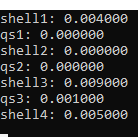 shell1: 0.004000
qs1: 0.000000
shell2: 0.000000
qs2: 0.000000
shell3: 0.009000
qs3: 0.001000
shell4: 0.005000